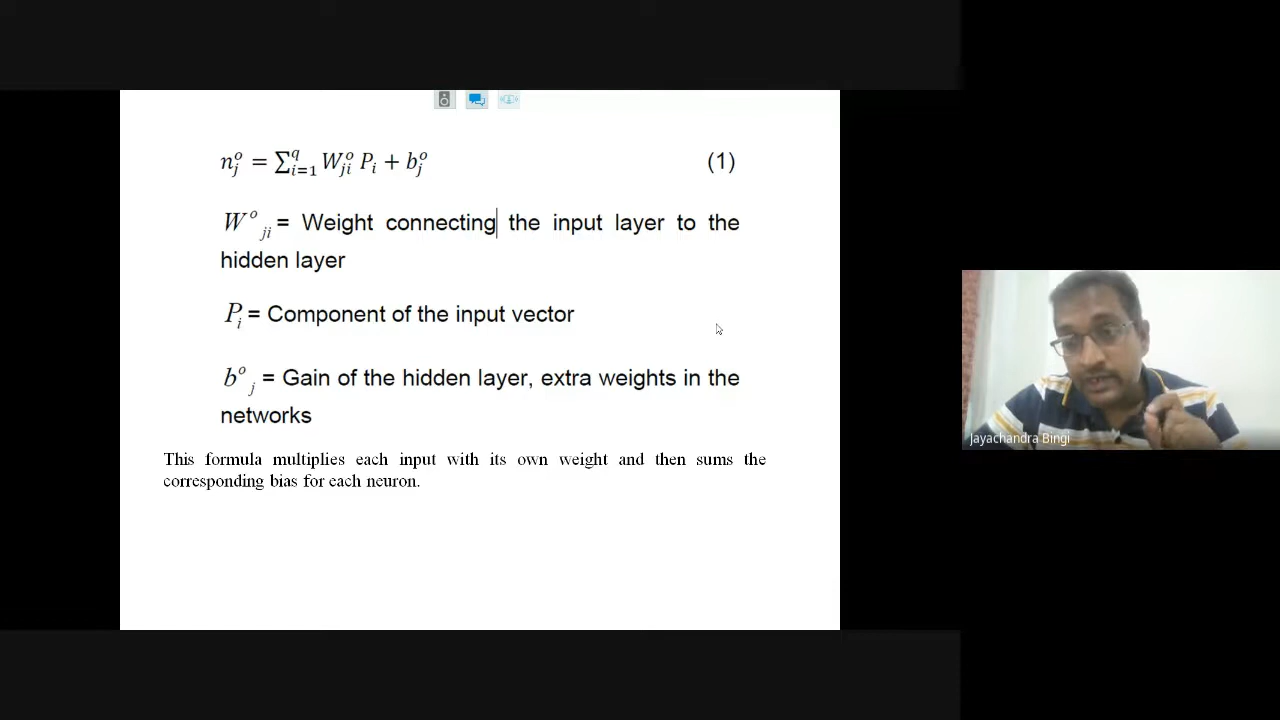 n_j^o = ∑_{i=1}^q W_{ji}^o P_i + b_j^o (1)
W^o_{ji} = Weight connecting the input layer to the
hidden layer
P_i = Component of the input vector
b^o_j = Gain of the hidden layer, extra weights in the
networks
This formula multiplies each input with its own weight and then sums the
corresponding bias for each neuron.
Jayachandra Bingi